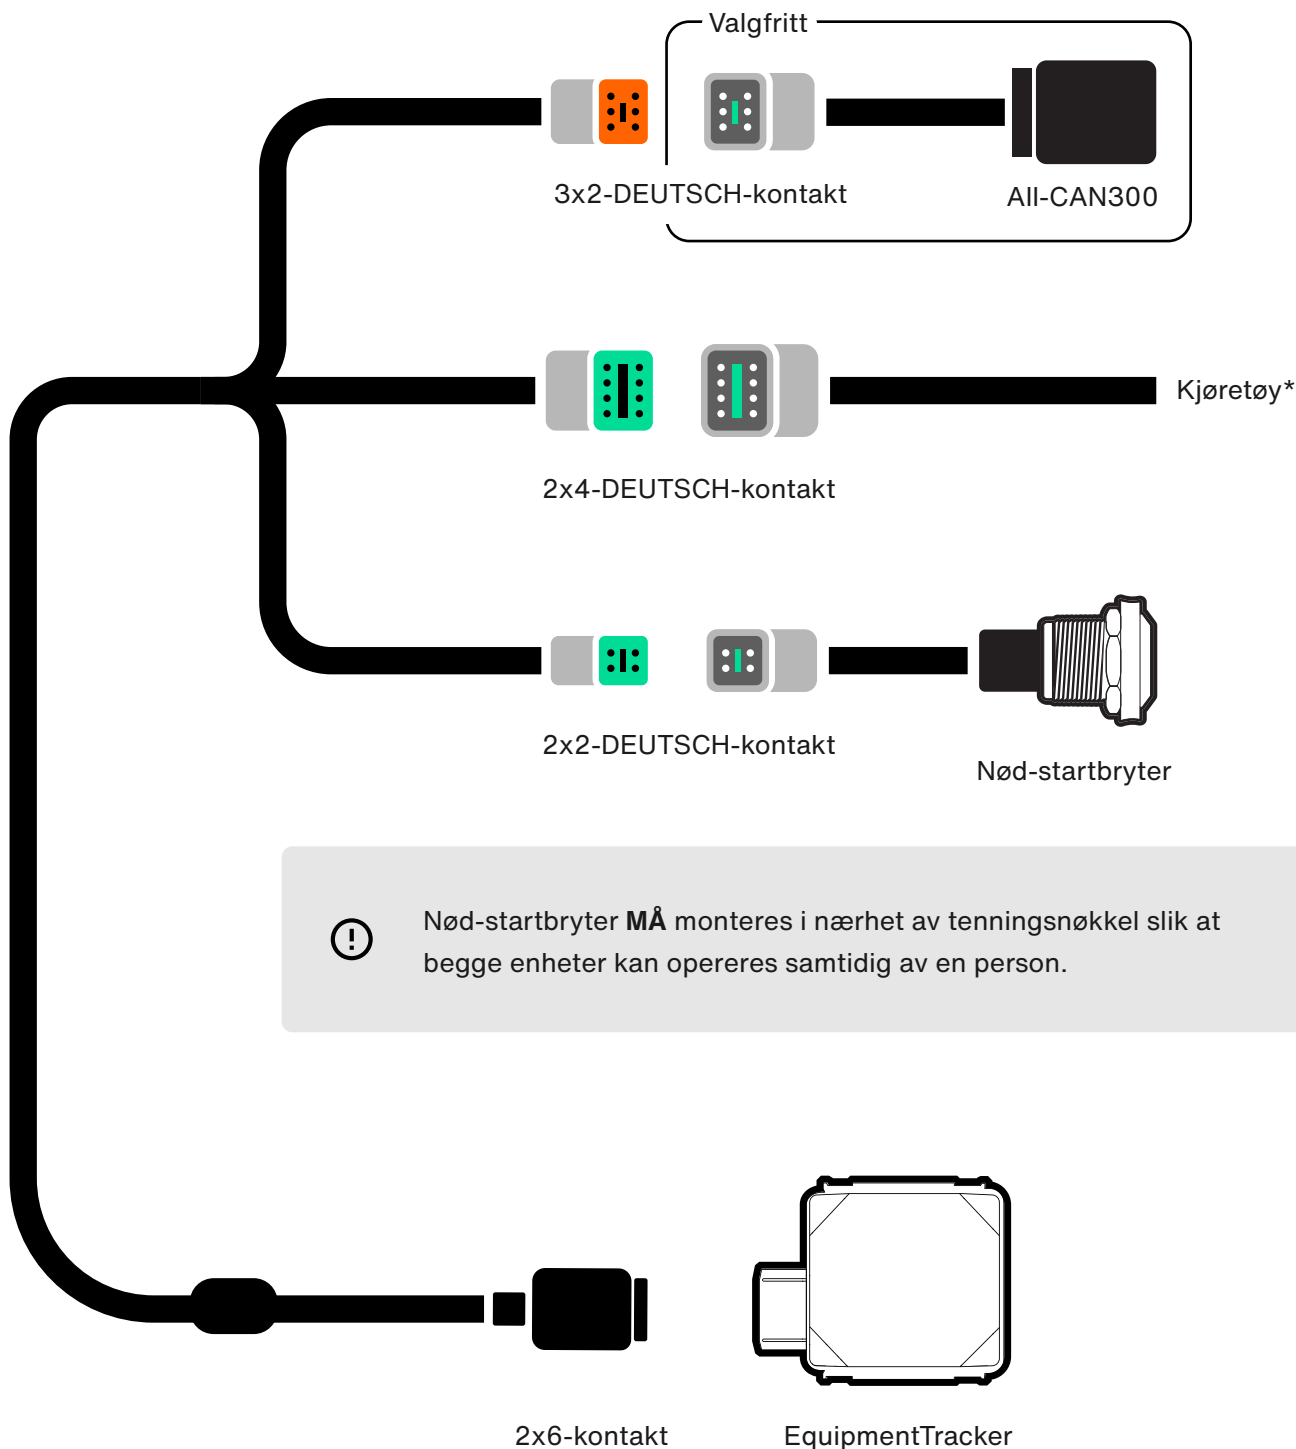 Valgfritt
3x2-DEUTSCH-kontakt
All-CAN300
Kjøretøy*
2x4-DEUTSCH-kontakt
2x2-DEUTSCH-kontakt
Nød-startbryter
Nød-startbryter MÅ monteres i nærhet av tenningsnøkkel slik at
begge enheter kan opereres samtidig av en person.
2x6-kontakt
EquipmentTracker